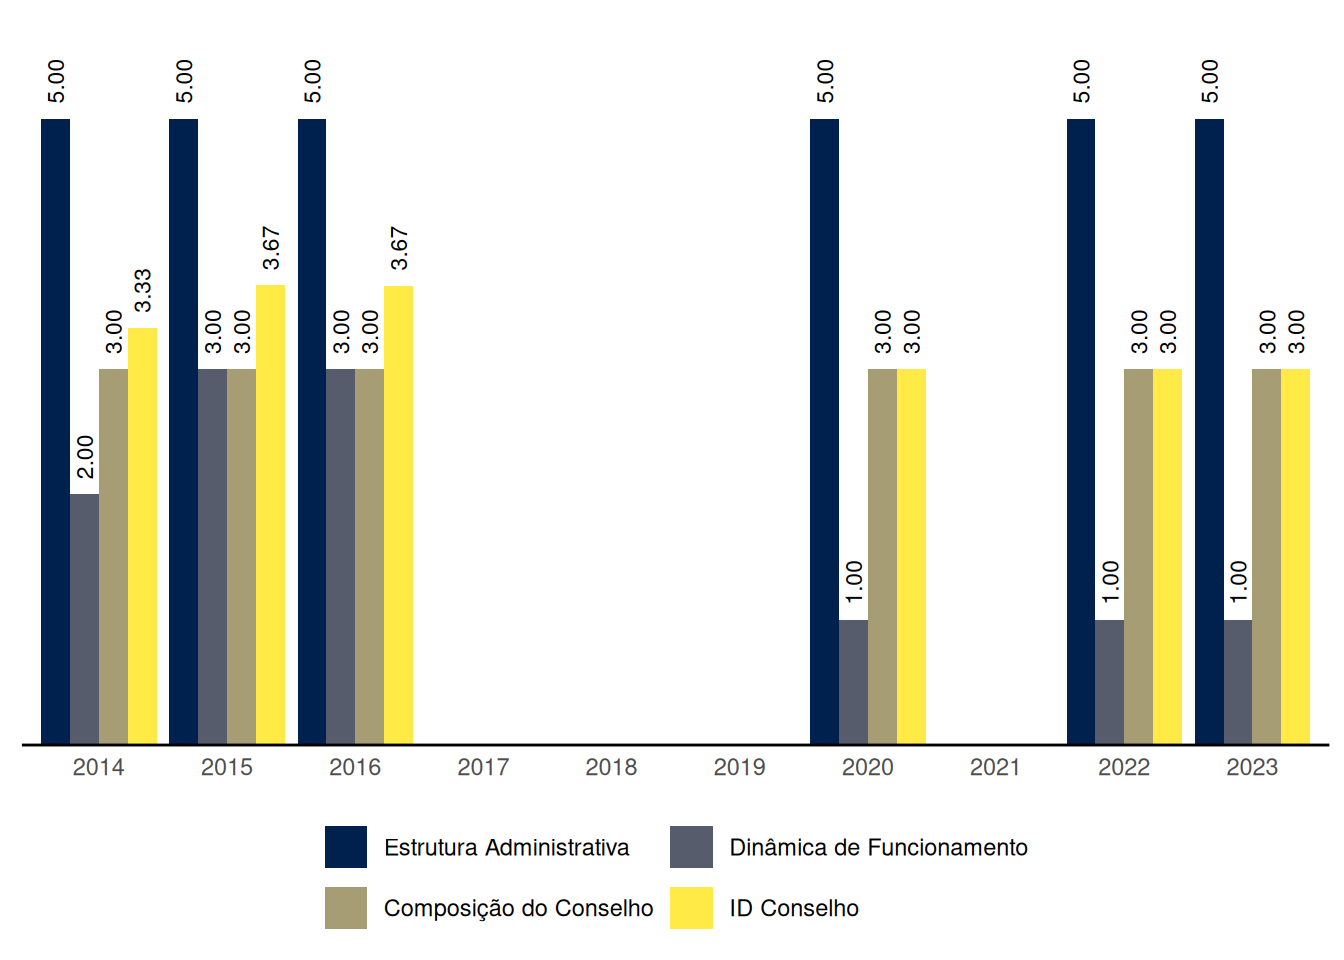 5.00 2.00 3.00 3.33 5.00 3.00 3.00 3.67 5.00 3.00 3.00 3.67 5.00 1.00 3.00 3.00 5.00 1.00 3.00 3.00 5.00 1.00 3.00 3.00
2014 2015 2016 2017 2018 2019 2020 2021 2022 2023
Estrutura Administrativa Dinâmica de Funcionamento
Composição do Conselho ID Conselho